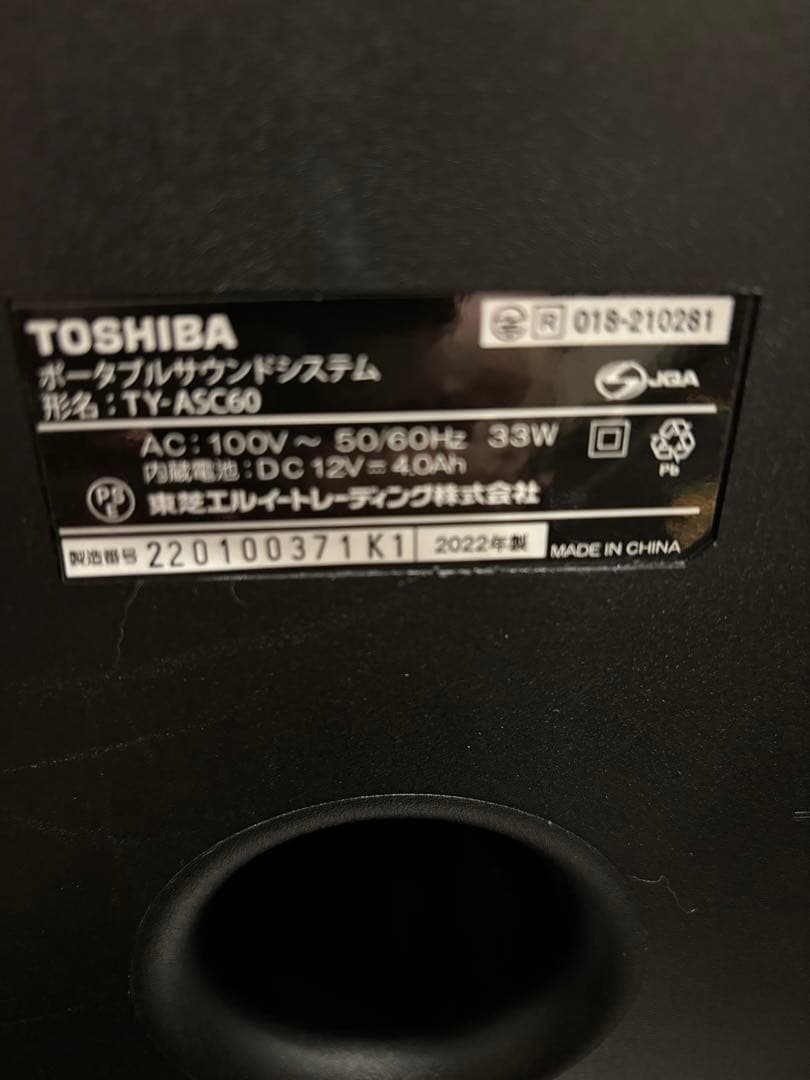 TOSHIBA
R 018-210281
ポータブルサウンドシステム
形名：TY-ASC60
JQA
AC：100V～ 50/60Hz 33W
内蔵電池：DC 12V⎓4.0Ah
Pb
PS E
東芝エルイートレーディング株式会社
製造番号 220100371K1 2022年製 MADE IN CHINA